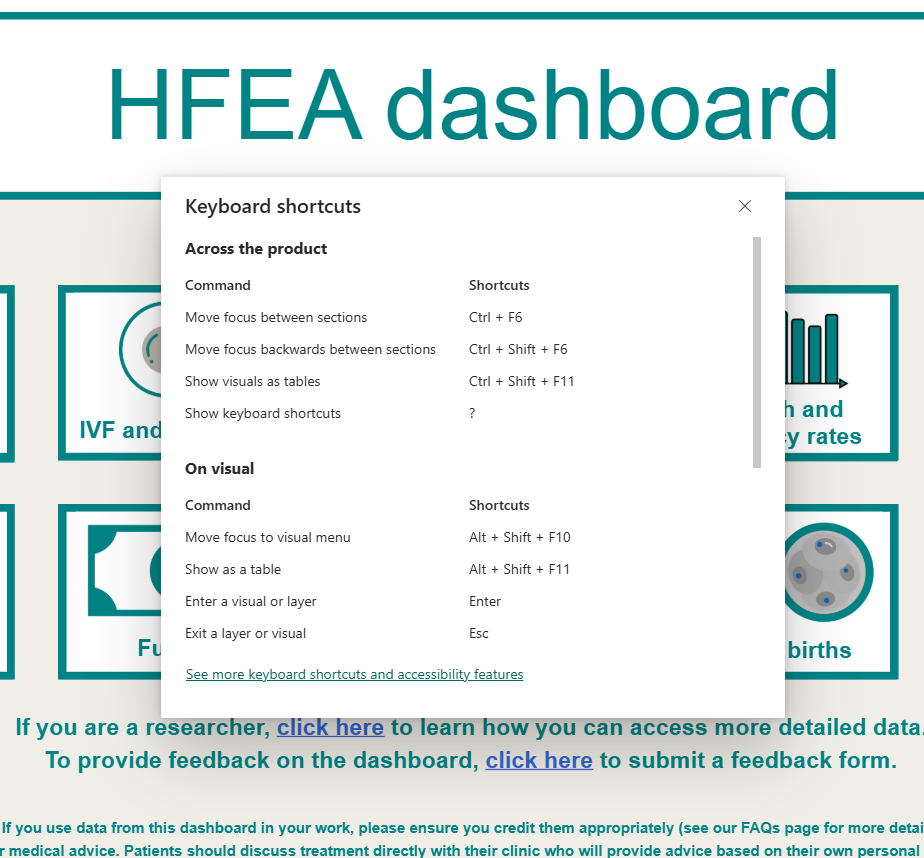 HFEA dashboard
Keyboard shortcuts
Across the product
Command Shortcuts
Move focus between sections Ctrl + F6
Move focus backwards between sections Ctrl + Shift + F6
Show visuals as tables Ctrl + Shift + F11
Show keyboard shortcuts ?
On visual
Command Shortcuts
Move focus to visual menu Alt + Shift + F10
Show as a table Alt + Shift + F11
Enter a visual or layer Enter
Exit a layer or visual Esc
See more keyboard shortcuts and accessibility features
IVF and
and
rates
births
If you are a researcher, click here to learn how you can access more detailed data.
To provide feedback on the dashboard, click here to submit a feedback form.
If you use data from this dashboard in your work, please ensure you credit them appropriately (see our FAQs page for more
medical advice. Patients should discuss treatment directly with their clinic who will provide advice based on their own personal